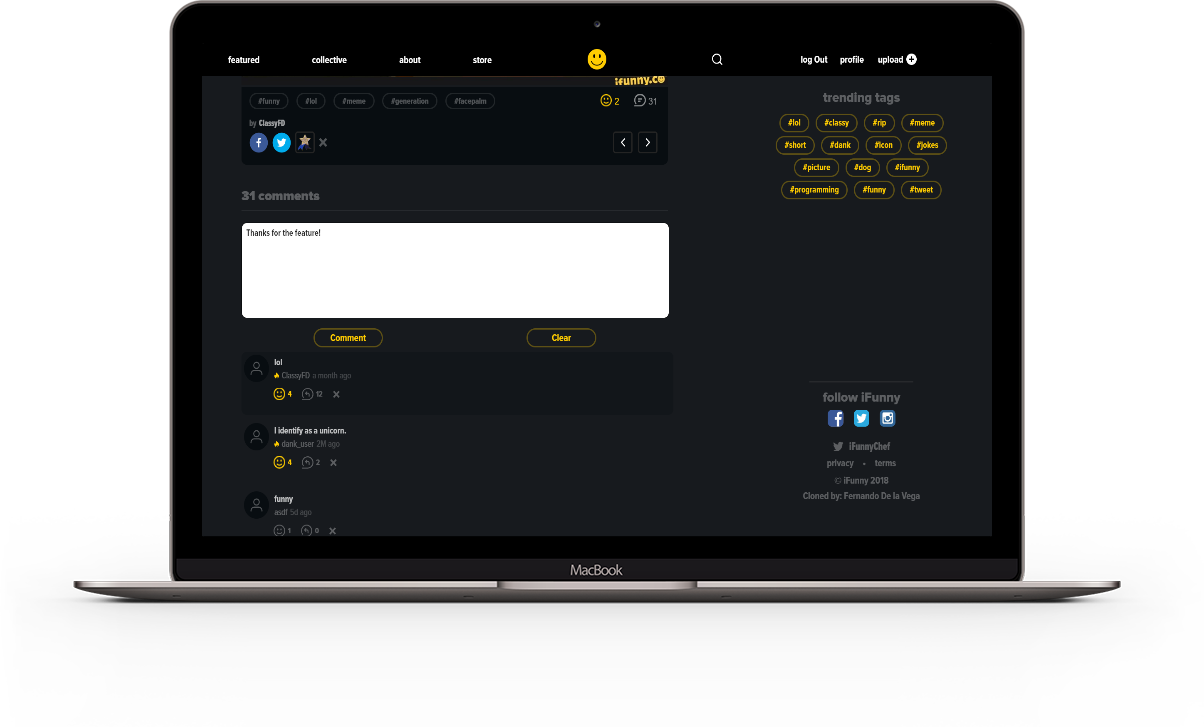 featured collective about store log Out profile upload
ifunny.co
#funny #lol #meme #generation #facepalm 2 31
by ClassyFD
31 comments
Thanks for the feature!
Comment Clear
lol
ClassyFD a month ago
4 12
I identify as a unicorn.
dank_user 2M ago
4 2
funny
asdf 5d ago
1 0
trending tags
#lol #classy #rip #meme
#short #dank #icon #jokes
#picture #dog #ifunny
#programming #funny #tweet
follow iFunny
iFunnyChef
privacy • terms
© iFunny 2018
Cloned by: Fernando De la Vega
MacBook